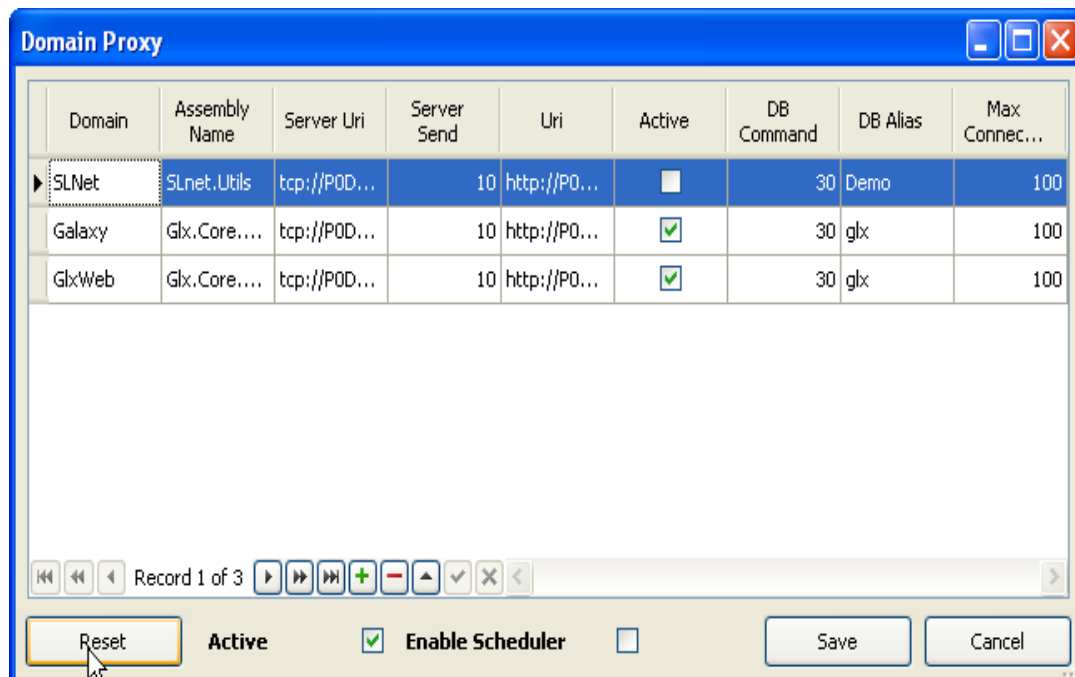 Domain Proxy
Domain Assembly Name Server Uri Server Send Uri Active DB Command DB Alias Max Connec...
SLNet SLnet.Utils tcp://P0D... 10 http://P0... 30 Demo 100
Galaxy Glx.Core.... tcp://P0D... 10 http://P0... 30 glx 100
GlxWeb Glx.Core.... tcp://P0D... 10 http://P0... 30 glx 100
Record 1 of 3
Reset Active Enable Scheduler Save Cancel